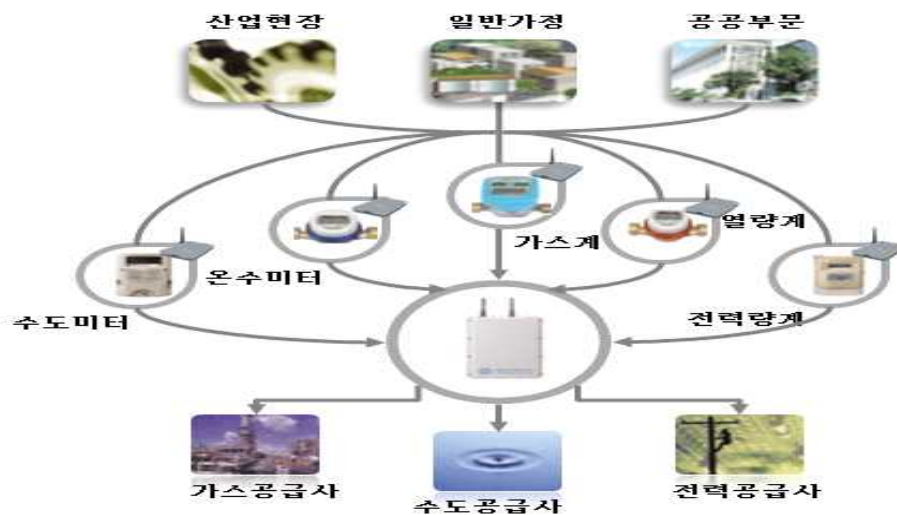 산업현장
일반가정
공공부문
가스계
열량계
온수미터
수도미터
전력량계
가스공급사
수도공급사
전력공급사